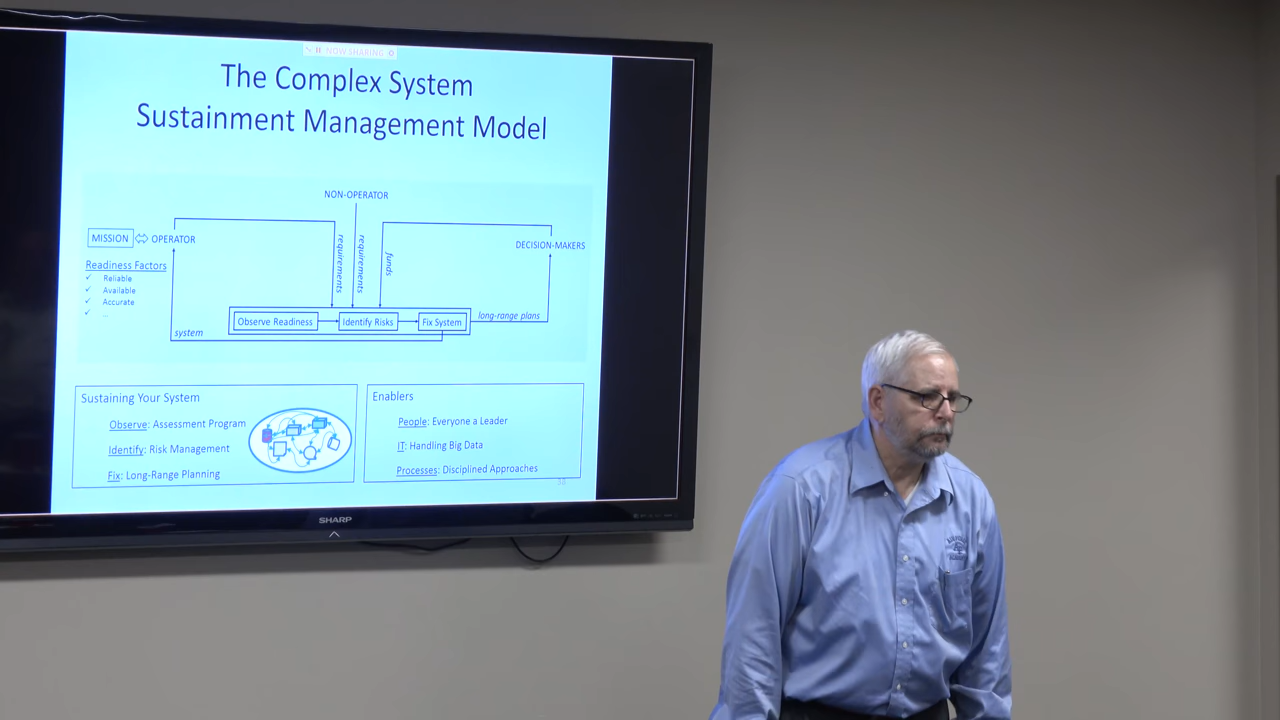 NOW SHARING
The Complex System
Sustainment Management Model
NON-OPERATOR
MISSION
OPERATOR
DECISION-MAKERS
requirements
requirements
funds
Readiness Factors
✓ Reliable
✓ Available
✓ Accurate
✓ ...
Observe Readiness
Identify Risks
Fix System
long-range plans
system
Sustaining Your System
Observe: Assessment Program
Identify: Risk Management
Fix: Long-Range Planning
Enablers
People: Everyone a Leader
IT: Handling Big Data
Processes: Disciplined Approaches
SHARP